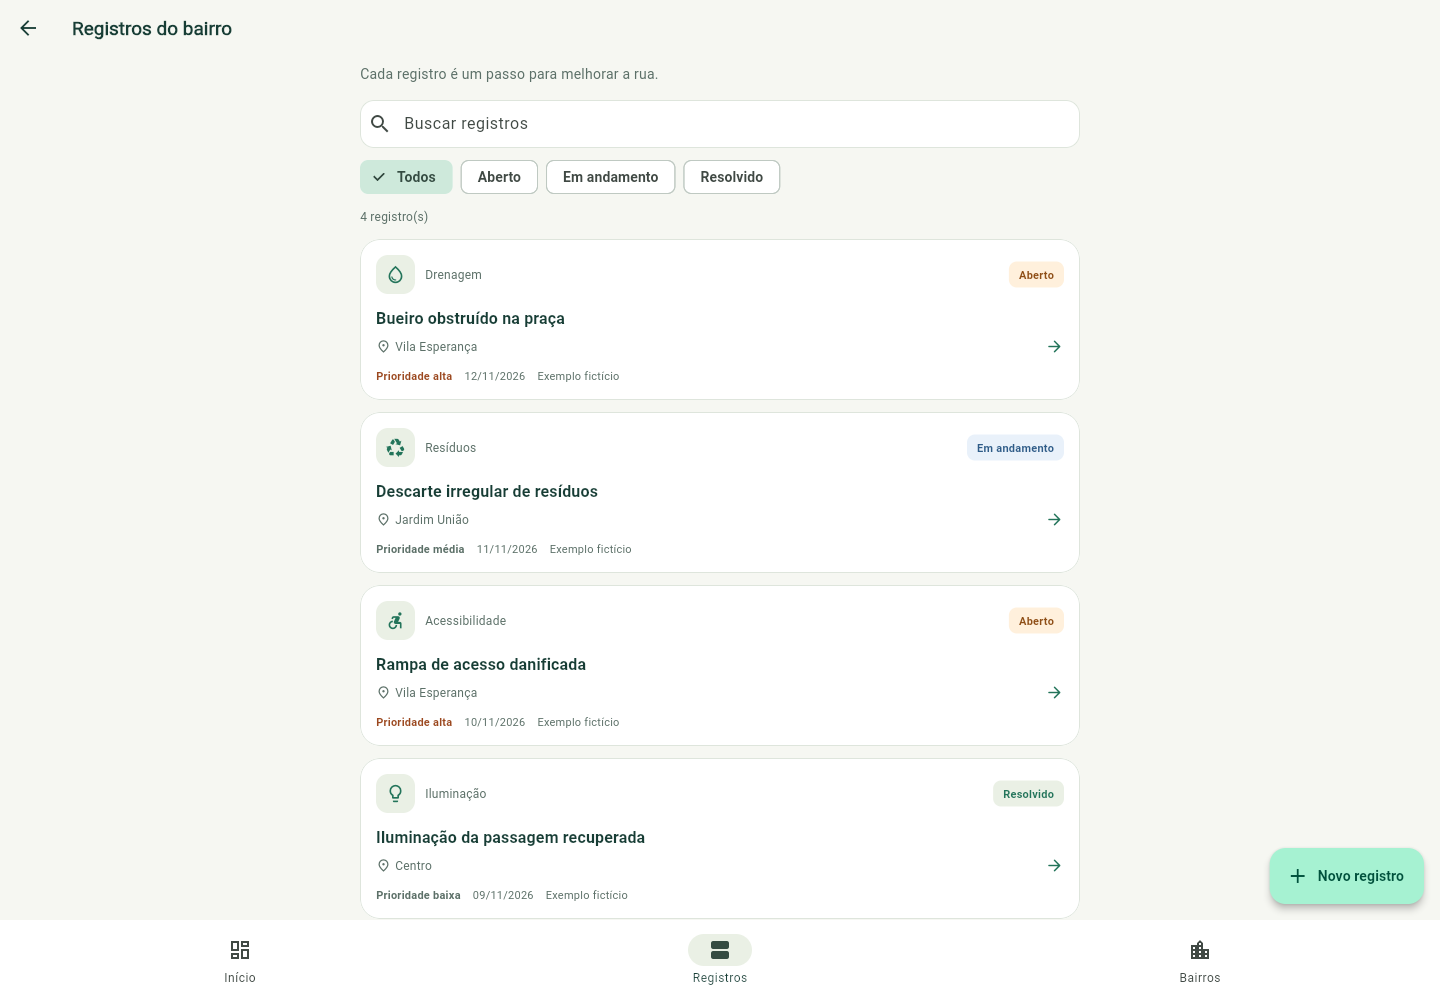 Registros do bairro
Cada registro é um passo para melhorar a rua.
Buscar registros
Todos Aberto Em andamento Resolvido
4 registro(s)
Drenagem Aberto
Bueiro obstruído na praça
Vila Esperança
Prioridade alta 12/11/2026 Exemplo fictício
Resíduos Em andamento
Descarte irregular de resíduos
Jardim União
Prioridade média 11/11/2026 Exemplo fictício
Acessibilidade Aberto
Rampa de acesso danificada
Vila Esperança
Prioridade alta 10/11/2026 Exemplo fictício
Iluminação Resolvido
Iluminação da passagem recuperada
Centro
Prioridade baixa 09/11/2026 Exemplo fictício
Novo registro
Início Registros Bairros